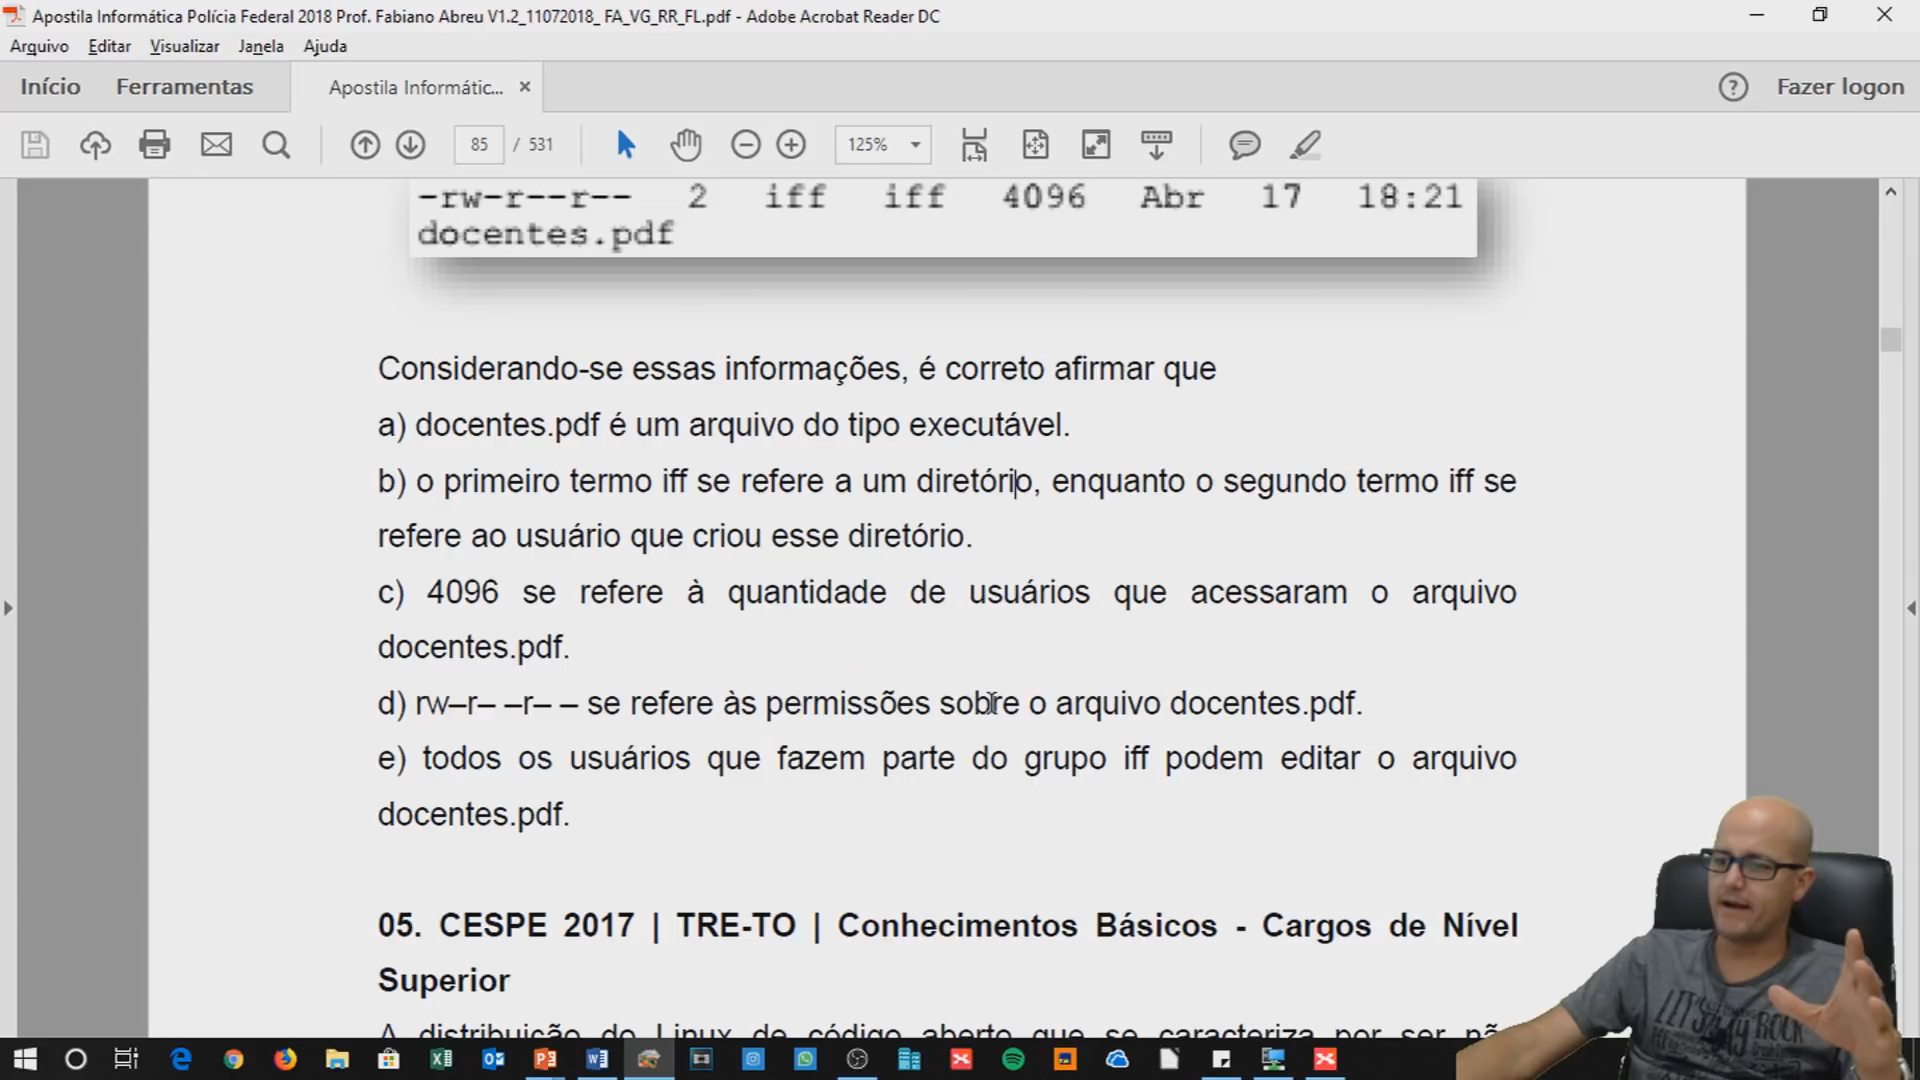 Apostila Informática Polícia Federal 2018 Prof. Fabiano Abreu V1.2_11072018_ FA_VG_RR_FL.pdf - Adobe Acrobat Reader DC
Arquivo Editar Visualizar Janela Ajuda
Início Ferramentas Apostila Informátic... × Fazer logon
85 / 531 125%
-rw-r--r-- 2 iff iff 4096 Abr 17 18:21
docentes.pdf
Considerando-se essas informações, é correto afirmar que
a) docentes.pdf é um arquivo do tipo executável.
b) o primeiro termo iff se refere a um diretório, enquanto o segundo termo iff se
refere ao usuário que criou esse diretório.
c) 4096 se refere à quantidade de usuários que acessaram o arquivo
docentes.pdf.
d) rw–r– –r– – se refere às permissões sobre o arquivo docentes.pdf.
e) todos os usuários que fazem parte do grupo iff podem editar o arquivo
docentes.pdf.
05. CESPE 2017 | TRE-TO | Conhecimentos Básicos - Cargos de Nível
Superior
A distribuição do Linux de código aberto que se caracteriza por ser